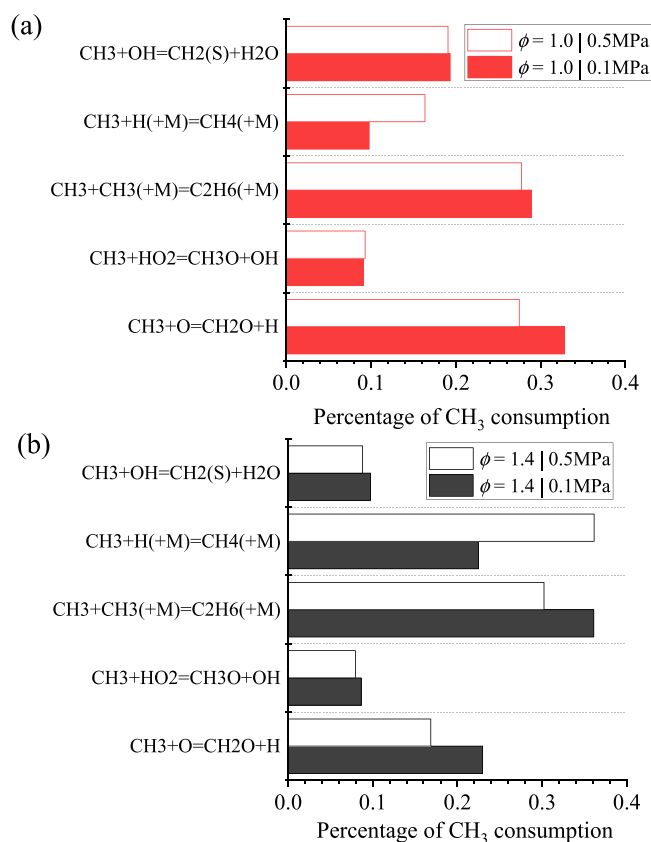 (a)
ϕ = 1.0 | 0.5MPa
ϕ = 1.0 | 0.1MPa
CH3+OH=CH2(S)+H2O
CH3+H(+M)=CH4(+M)
CH3+CH3(+M)=C2H6(+M)
CH3+HO2=CH3O+OH
CH3+O=CH2O+H
0.0 0.1 0.2 0.3 0.4
Percentage of CH₃ consumption
(b)
ϕ = 1.4 | 0.5MPa
ϕ = 1.4 | 0.1MPa
CH3+OH=CH2(S)+H2O
CH3+H(+M)=CH4(+M)
CH3+CH3(+M)=C2H6(+M)
CH3+HO2=CH3O+OH
CH3+O=CH2O+H
0.0 0.1 0.2 0.3 0.4
Percentage of CH₃ consumption